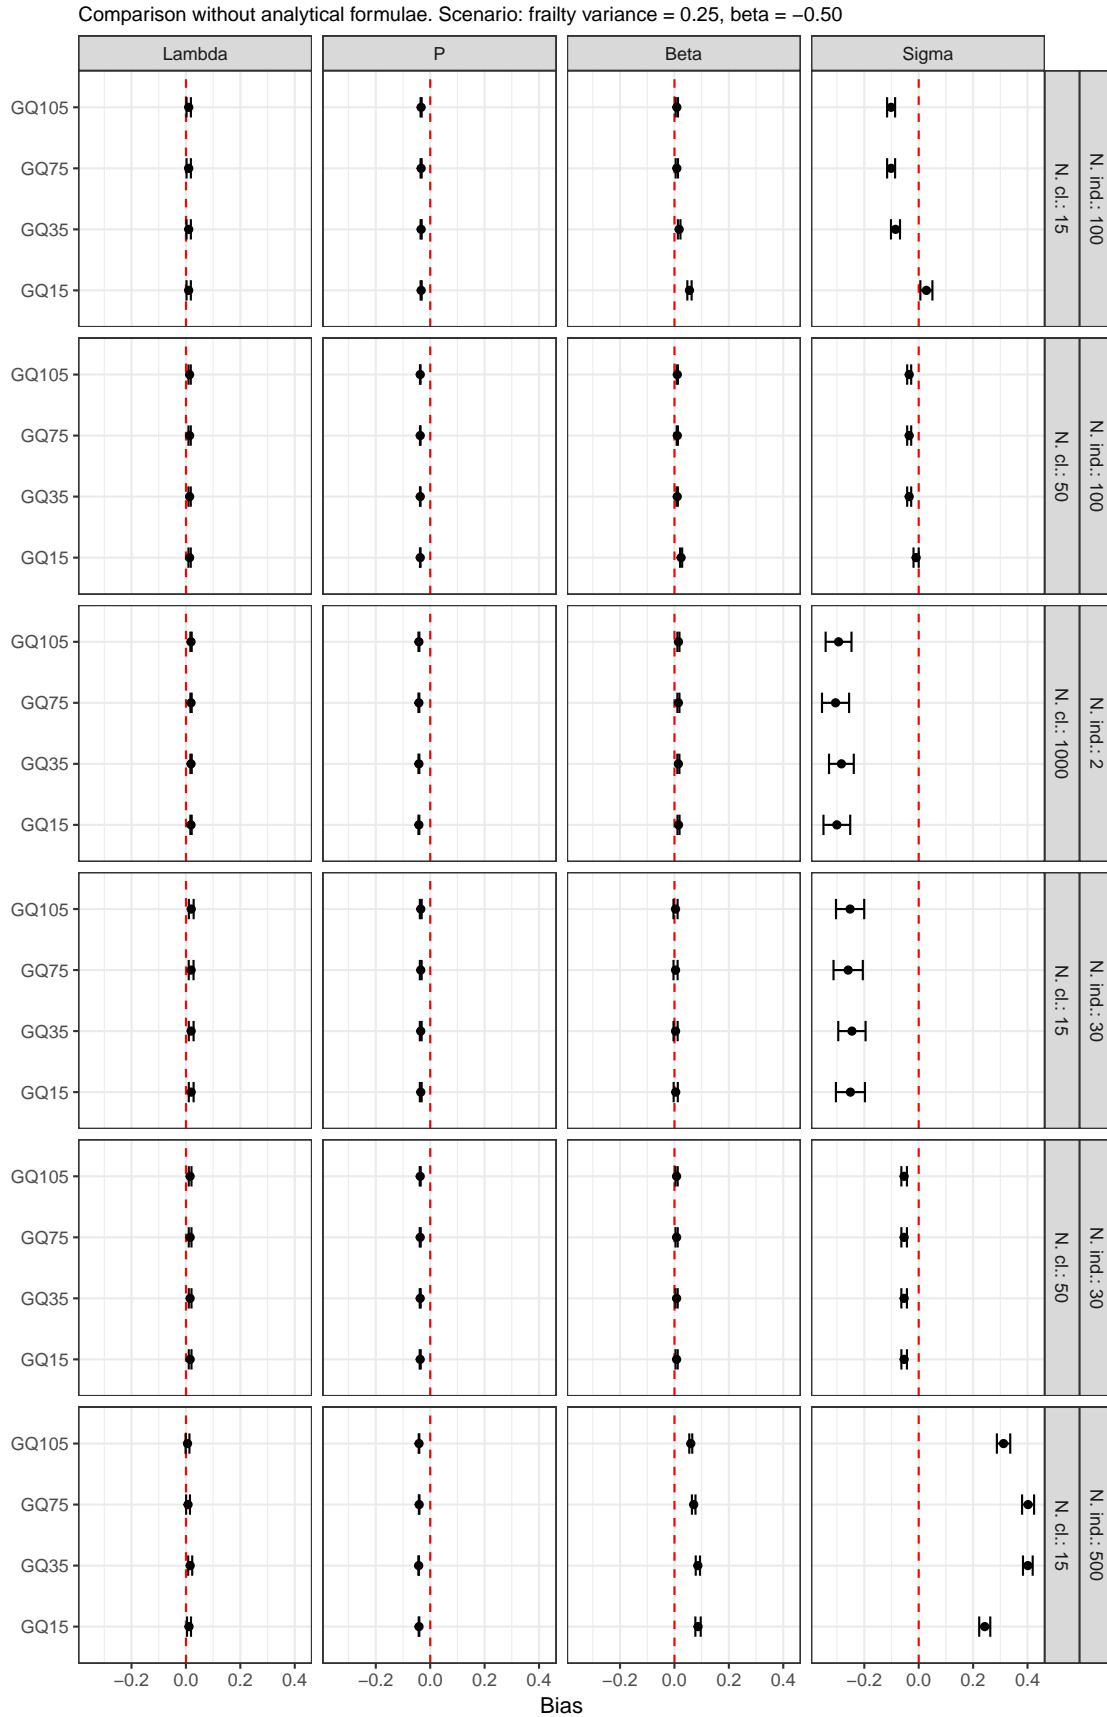 Comparison without analytical formulae. Scenario: frailty variance = 0.25, beta = −0.50
Lambda
P
Beta
Sigma
GQ105
GQ75
GQ35
GQ15
N. cl.: 15
N. ind.: 100
GQ105
GQ75
GQ35
GQ15
N. cl.: 50
N. ind.: 100
GQ105
GQ75
GQ35
GQ15
N. cl.: 1000
N. ind.: 2
GQ105
GQ75
GQ35
GQ15
N. cl.: 15
N. ind.: 30
GQ105
GQ75
GQ35
GQ15
N. cl.: 50
N. ind.: 30
GQ105
GQ75
GQ35
GQ15
N. cl.: 15
N. ind.: 500
−0.2 0.0 0.2 0.4
−0.2 0.0 0.2 0.4
−0.2 0.0 0.2 0.4
−0.2 0.0 0.2 0.4
Bias